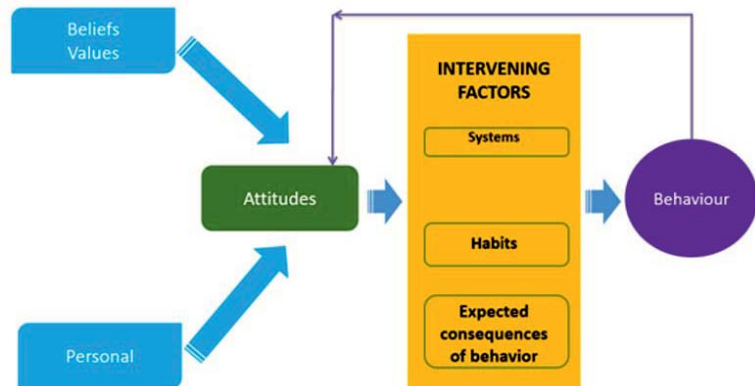 Beliefs
Values
INTERVENING
FACTORS
Systems
Attitudes
Behaviour
Habits
Expected
consequences
of behavior
Personal